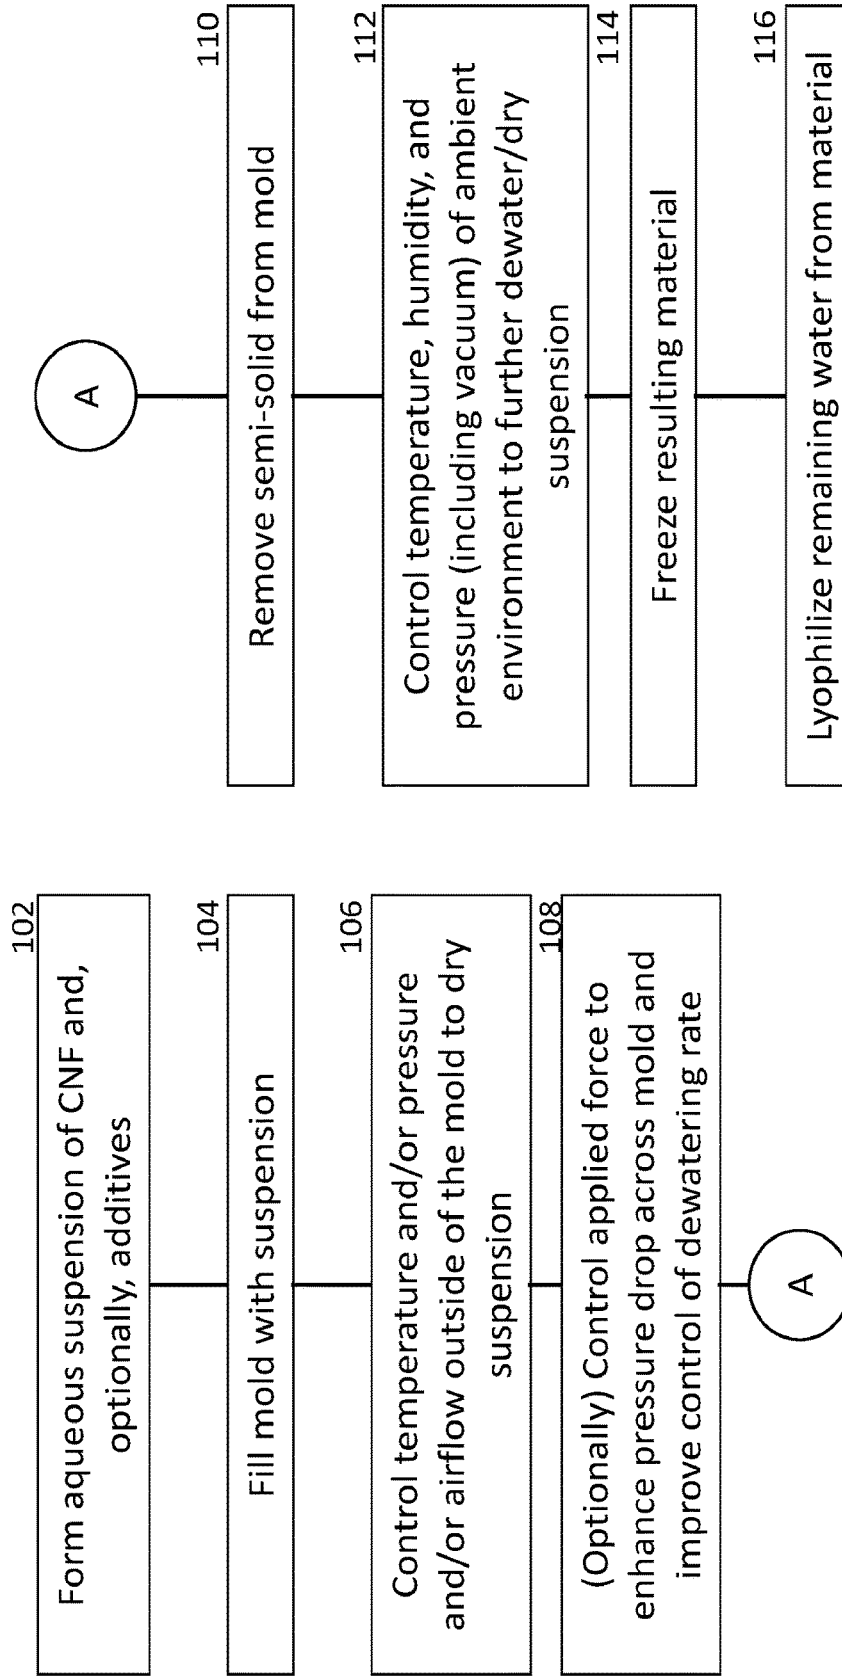 102
Form aqueous suspension of CNF and,
optionally, additives
104
Fill mold with suspension
106
Control temperature and/or pressure
and/or airflow outside of the mold to dry
suspension
108
(Optionally) Control applied force to
enhance pressure drop across mold and
improve control of dewatering rate
A
A
110
Remove semi-solid from mold
112
Control temperature, humidity, and
pressure (including vacuum) of ambient
environment to further dewater/dry
suspension
114
Freeze resulting material
116
Lyophilize remaining water from material